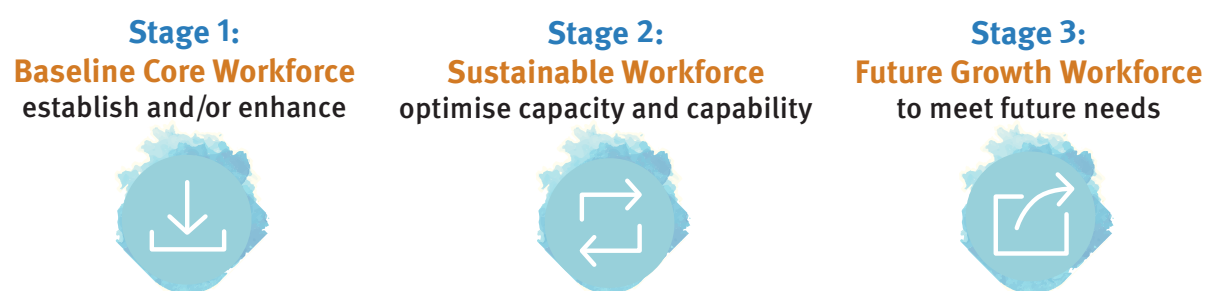 Stage 1:
Baseline Core Workforce
establish and/or enhance
Stage 2:
Sustainable Workforce
optimise capacity and capability
Stage 3:
Future Growth Workforce
to meet future needs